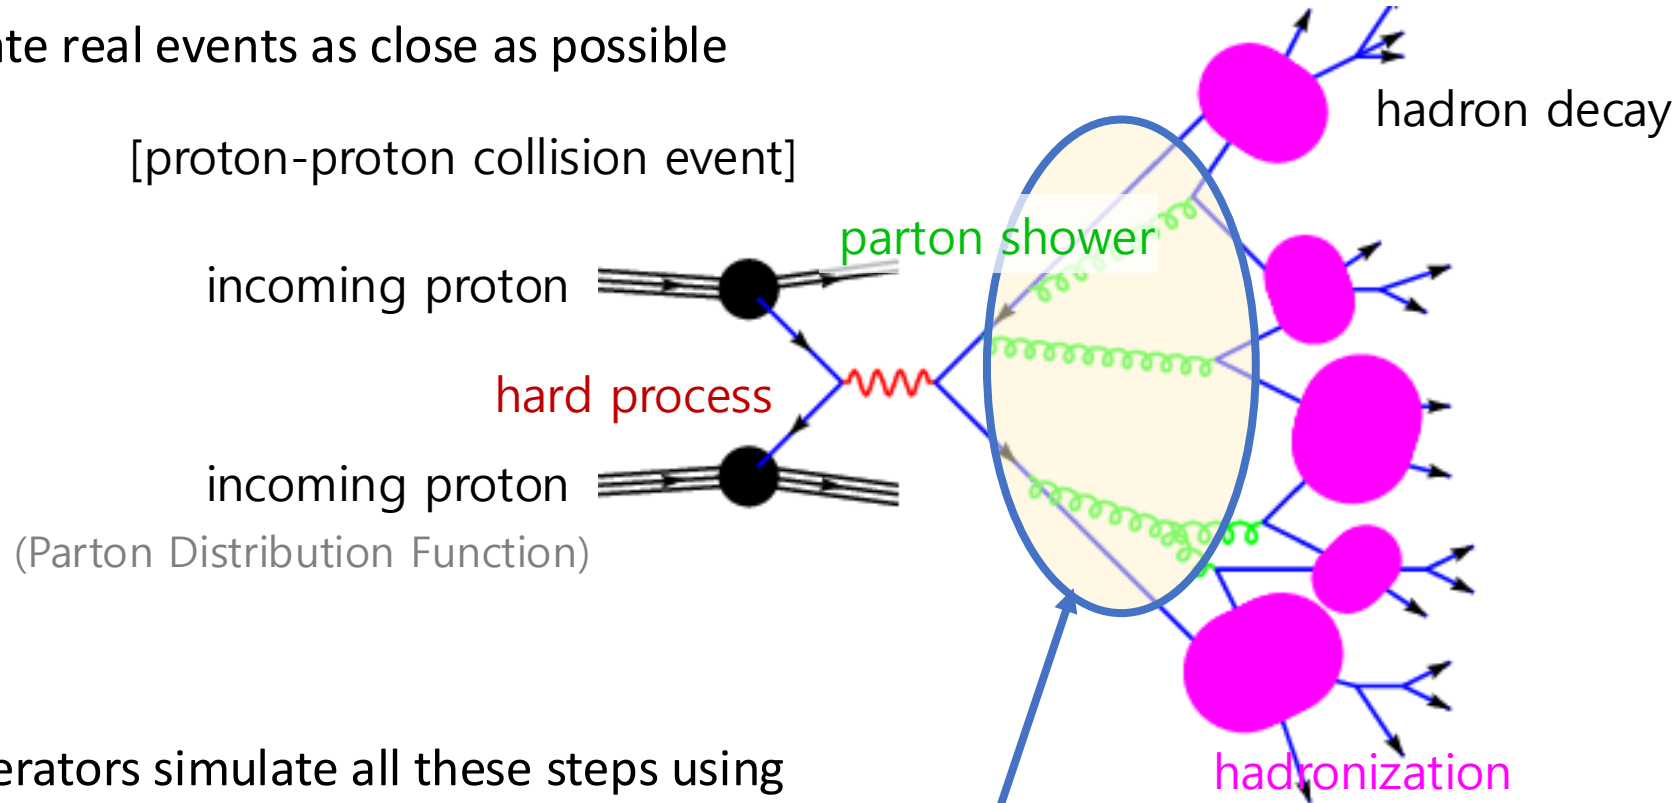 ate real events as close as possible
hadron decay
[proton-proton collision event]
parton shower
incoming proton
hard process
incoming proton
(Parton Distribution Function)
erators simulate all these steps using
hadronization